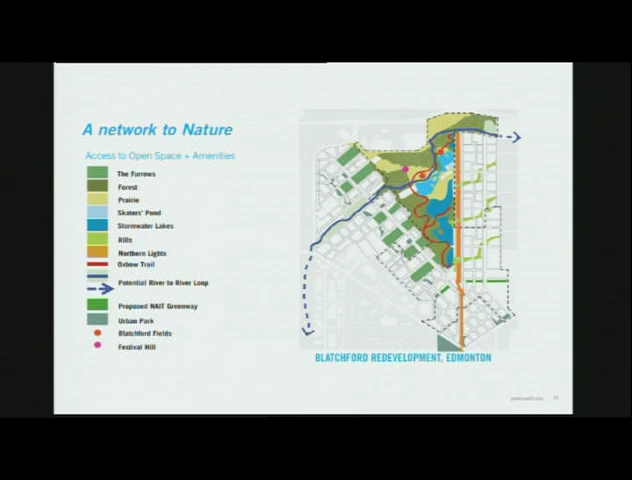 A network to Nature
Access to Open Space + Amenities
The Furrows
Forest
Prairie
Skaters' Pond
Stormwater Lakes
Rills
Northern Lights
Oxbow Trail
Potential River to River Loop
Proposed NAIT Greenway
Urban Park
Blatchford Fields
Festival Hill
BLATCHFORD REDEVELOPMENT, EDMONTON